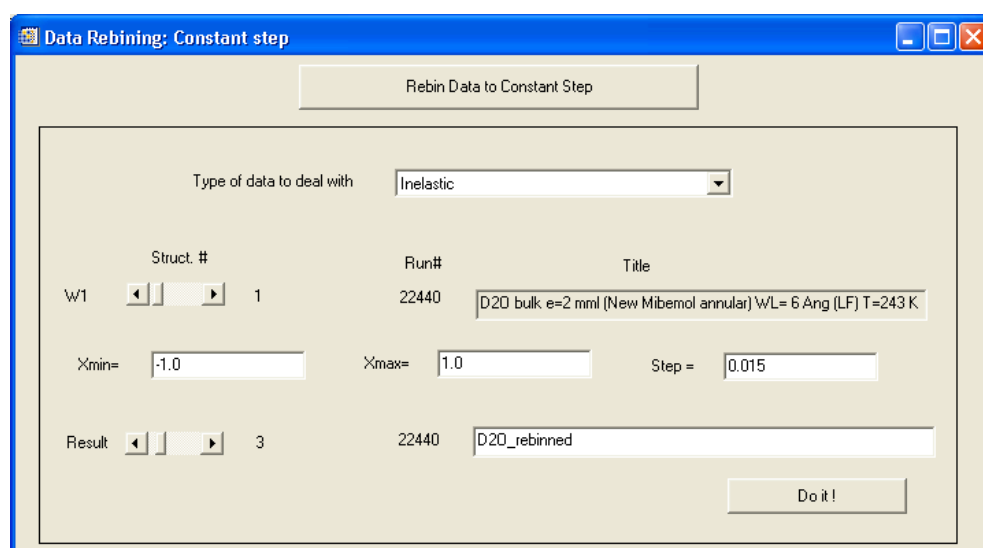 Data Rebining: Constant step
Rebin Data to Constant Step
Type of data to deal with Inelastic
Struct. # Run# Title
W1 1 22440 D2O bulk e=2 mml (New Mibemol annular) WL= 6 Ang (LF) T=243 K
Xmin= -1.0 Xmax= 1.0 Step = 0.015
Result 3 22440 D2O_rebinned
Do it !